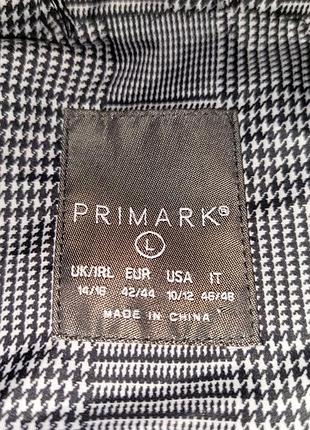 PRIMARK®
L
UK/IRL EUR USA IT
14/16 42/44 10/12 46/48
MADE IN CHINA